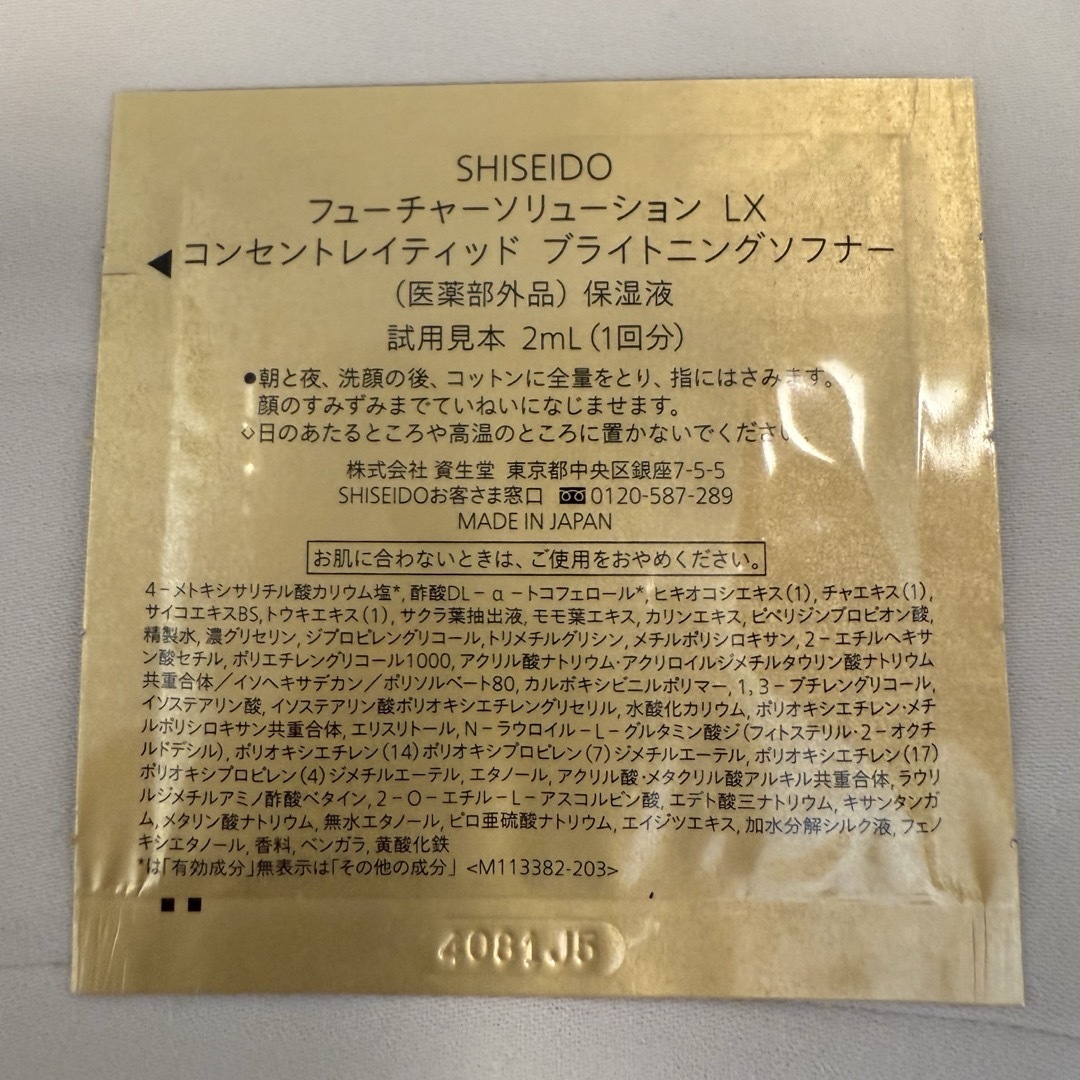 SHISEIDO
フューチャーソリューション LX
コンセントレイティッド ブライトニングソフナー
（医薬部外品）保湿液
試用見本 2mL（1回分）
●朝と夜、洗顔の後、コットンに全量をとり、指にはさみます。
顔のすみずみまでていねいになじませます。
◇日のあたるところや高温のところに置かないでください。
株式会社 資生堂 東京都中央区銀座7-5-5
SHISEIDOお客さま窓口 0120-587-289
MADE IN JAPAN
お肌に合わないときは、ご使用をおやめください。
4－メトキシサリチル酸カリウム塩*, 酢酸DL－α－トコフェロール*, ヒキオコシエキス(1), チャエキス(1),
サイコエキスBS, トウキエキス(1), サクラ葉抽出液, モモ葉エキス, カリンエキス, ピペリジンプロピオン酸,
精製水, 濃グリセリン, ジプロピレングリコール, トリメチルグリシン, メチルポリシロキサン, 2－エチルヘキサ
ン酸セチル, ポリエチレングリコール1000, アクリル酸ナトリウム・アクリロイルジメチルタウリン酸ナトリウム
共重合体／イソヘキサデカン／ポリソルベート80, カルボキシビニルポリマー, 1, 3－ブチレングリコール,
イソステアリン酸, イソステアリン酸ポリオキシエチレングリセリル, 水酸化カリウム, ポリオキシエチレン・メチ
ルポリシロキサン共重合体, エリスリトール, N－ラウロイル－L－グルタミン酸ジ(フィトステリル・2－オクチ
ルドデシル), ポリオキシエチレン(14)ポリオキシプロピレン(7)ジメチルエーテル, ポリオキシエチレン(17)
ポリオキシプロピレン(4)ジメチルエーテル, エタノール, アクリル酸・メタクリル酸アルキル共重合体, ラウリ
ルジメチルアミノ酢酸ベタイン, 2－O－エチル－L－アスコルビン酸, エデト酸三ナトリウム, キサンタンガ
ム, メタリン酸ナトリウム, 無水エタノール, ピロ亜硫酸ナトリウム, エイジツエキス, 加水分解シルク液, フェノ
キシエタノール, 香料, ベンガラ, 黄酸化鉄
*は「有効成分」無表示は「その他の成分」 <M113382-203>
4081J5